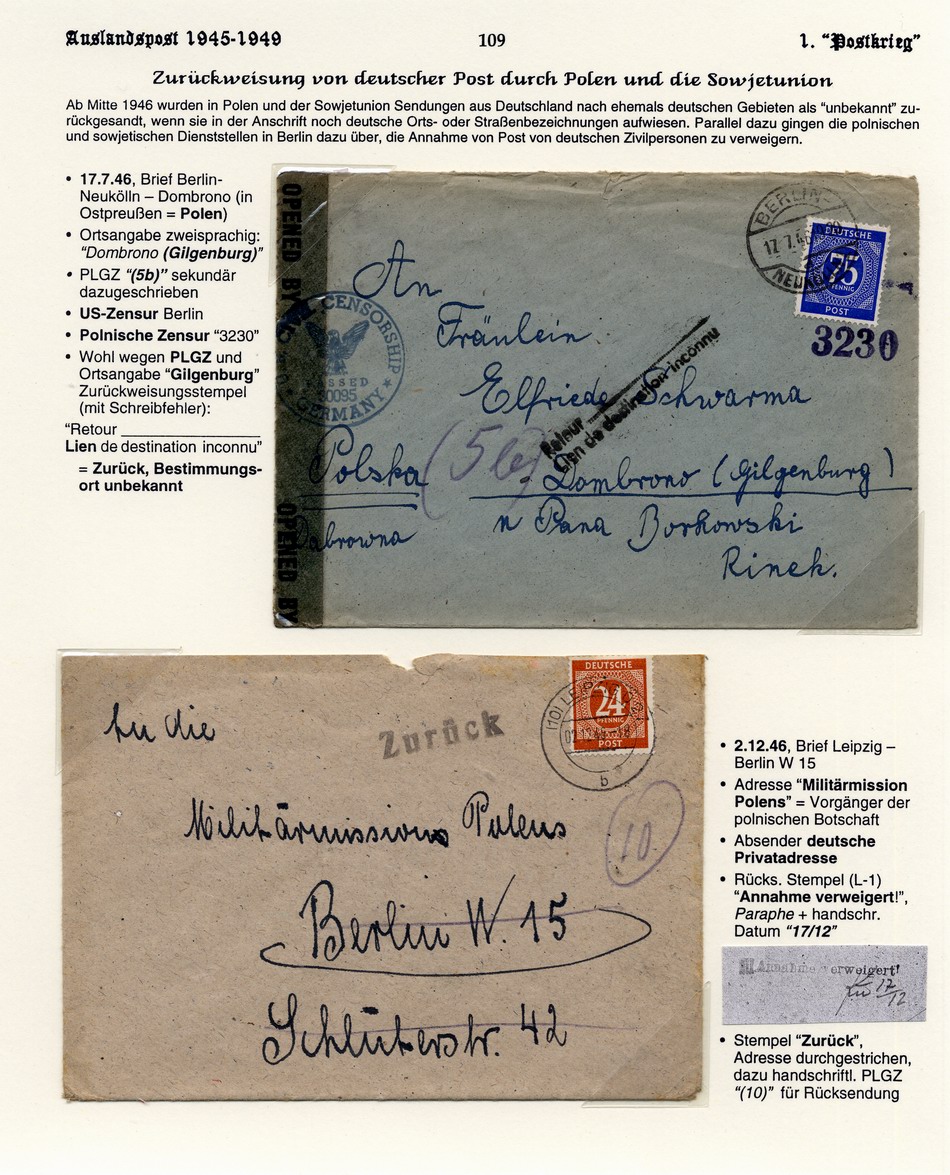 Auslandspost 1945-1949
109
1. “Postkrieg”
Zurückweisung von deutscher Post durch Polen und die Sowjetunion
Ab Mitte 1946 wurden in Polen und der Sowjetunion Sendungen aus Deutschland nach ehemals deutschen Gebieten als “unbekannt” zu-
rückgesandt, wenn sie in der Anschrift noch deutsche Orts- oder Straßenbezeichnungen aufwiesen. Parallel dazu gingen die polnischen
und sowjetischen Dienststellen in Berlin dazu über, die Annahme von Post von deutschen Zivilpersonen zu verweigern.
• 17.7.46, Brief Berlin-
Neukölln – Dombrono (in
Ostpreußen = Polen)
• Ortsangabe zweisprachig:
“Dombrono (Gilgenburg)”
• PLGZ “(5b)” sekundär
dazugeschrieben
• US-Zensur Berlin
• Polnische Zensur “3230”
• Wohl wegen PLGZ und
Ortsangabe “Gilgenburg”
Zurückweisungsstempel
(mit Schreibfehler):
“Retour
Lien de destination inconnu”
= Zurück, Bestimmungs-
ort unbekannt
OPENED BY
OPENED BY
CENSORSHIP
PASSED
30095
GERMANY
BERLIN-
17.7.46
NEU
DEUTSCHE
75
PFENNIG
POST
3230
An
Fräulein
Elfriede Schwarma
Retour
Lien de destination inconnu
Polska (5b) Dombrono (Gilgenburg)
Dabrowna n Pana Borkowski
Rinek.
An die
Zurück
DEUTSCHE
24
PFENNIG
POST
(10) LEIPZIG
b
Militärmission Polens
(10)
Berlin W. 15
Schlüterstr. 42
• 2.12.46, Brief Leipzig –
Berlin W 15
• Adresse “Militärmission
Polens” = Vorgänger der
polnischen Botschaft
• Absender deutsche
Privatadresse
• Rücks. Stempel (L-1)
“Annahme verweigert!”,
Paraphe + handschr.
Datum “17/12”
Annahme verweigert!
17/12
• Stempel “Zurück”,
Adresse durchgestrichen,
dazu handschriftl. PLGZ
“(10)” für Rücksendung